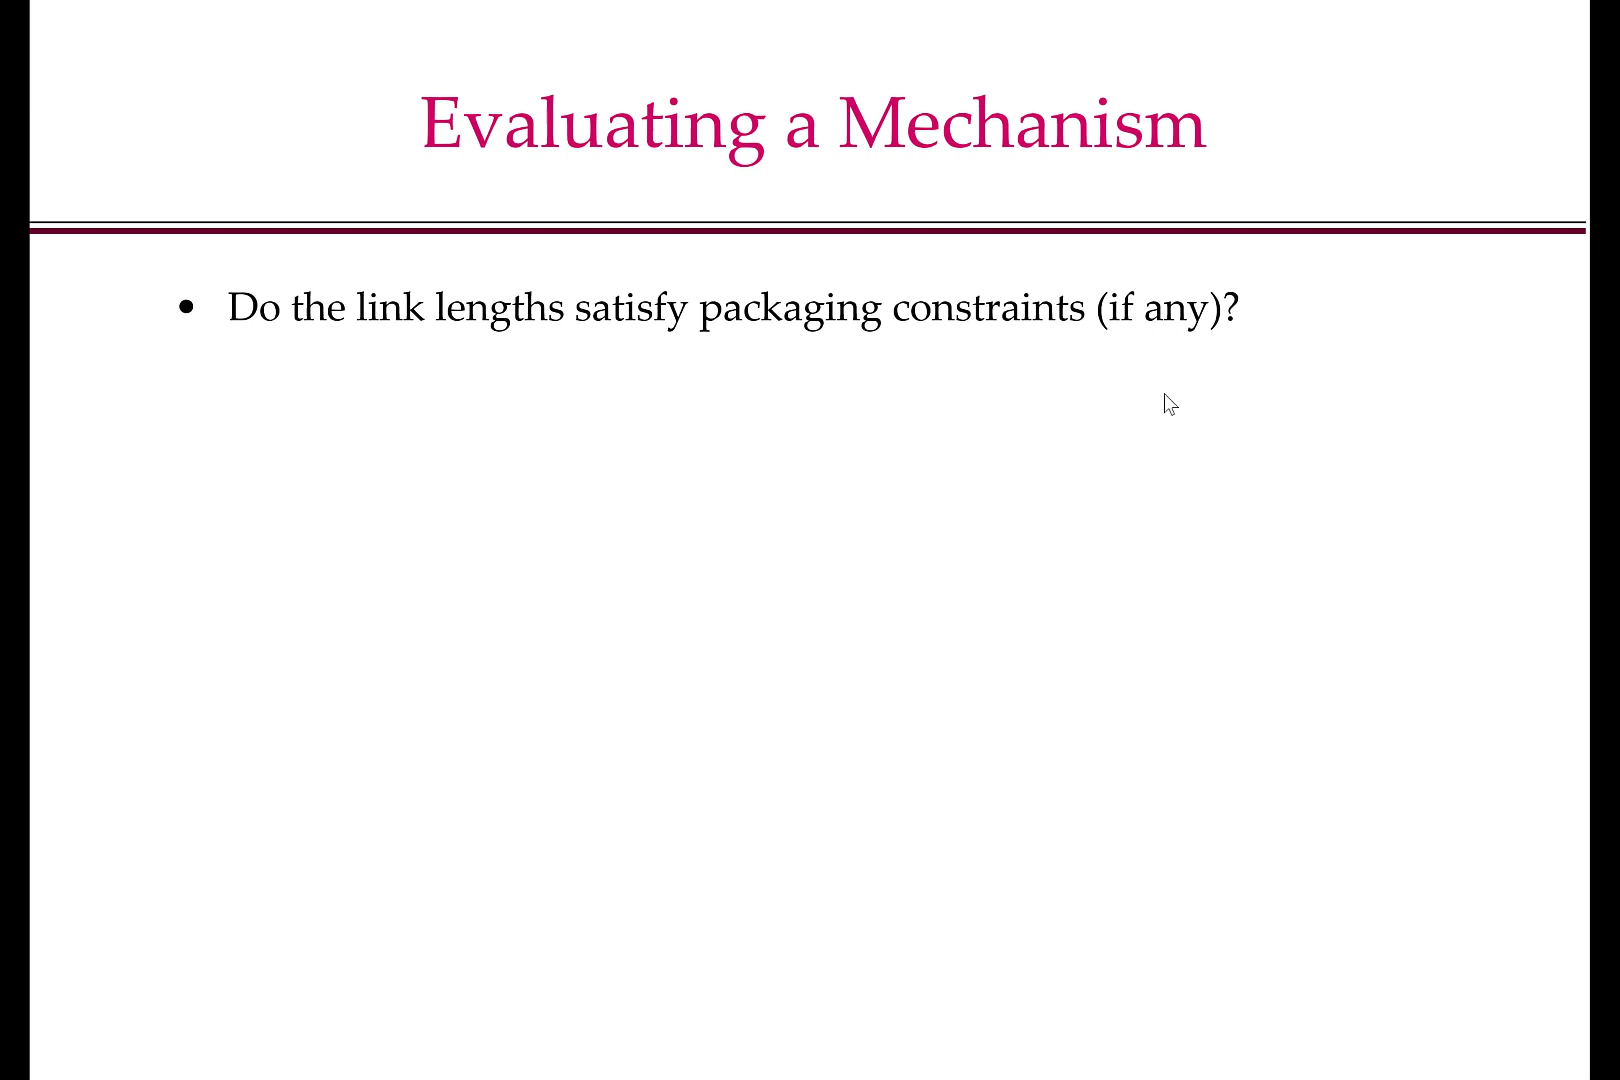 Evaluating a Mechanism
• Do the link lengths satisfy packaging constraints (if any)?